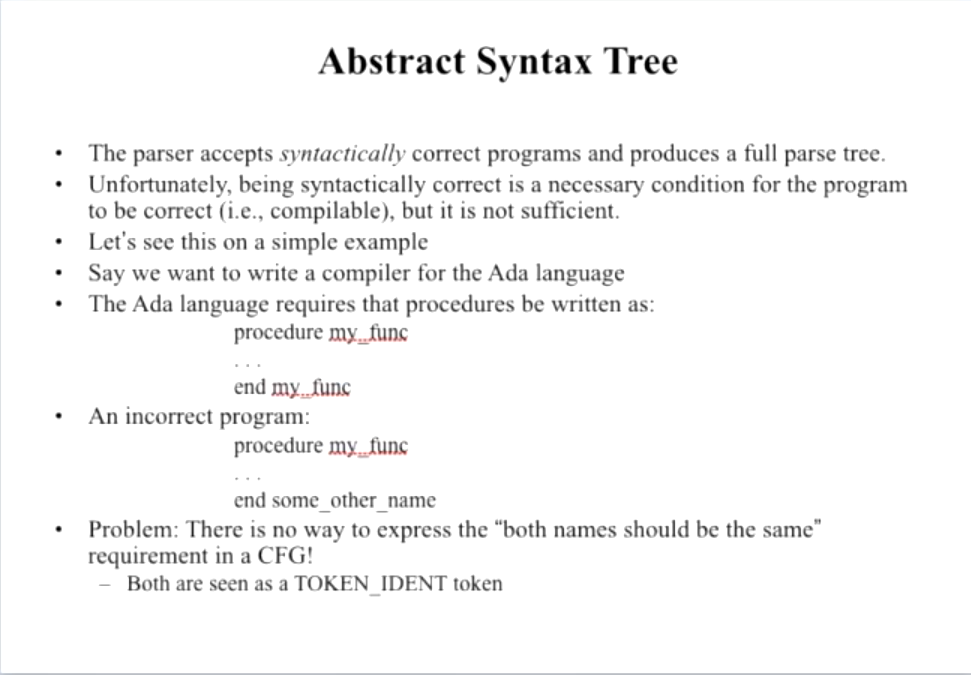 Abstract Syntax Tree
• The parser accepts syntactically correct programs and produces a full parse tree.
• Unfortunately, being syntactically correct is a necessary condition for the program
to be correct (i.e., compilable), but it is not sufficient.
• Let's see this on a simple example
• Say we want to write a compiler for the Ada language
• The Ada language requires that procedures be written as:
procedure my_func
. . .
end my_func
• An incorrect program:
procedure my_func
. . .
end some_other_name
• Problem: There is no way to express the “both names should be the same”
requirement in a CFG!
– Both are seen as a TOKEN_IDENT token